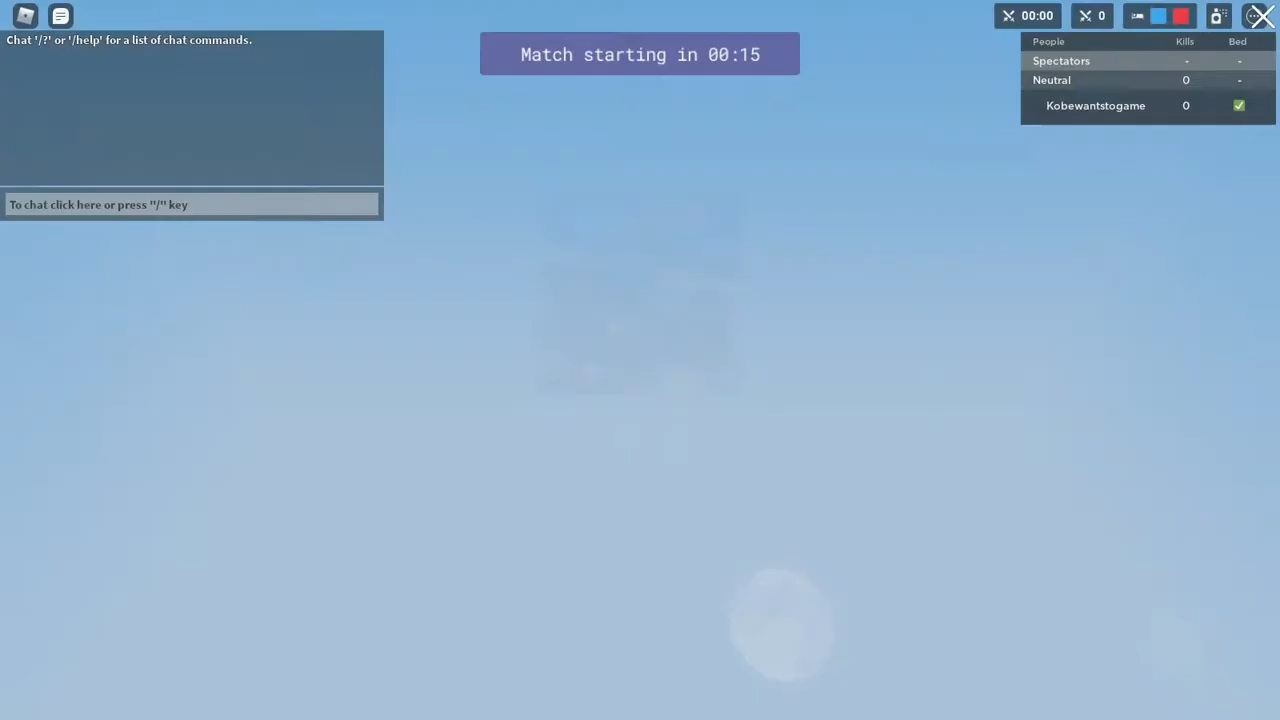 00:00
0
Chat '/?' or '/help' for a list of chat commands.
Match starting in 00:15
People Kills Bed
Spectators - -
Neutral 0 -
Kobewantstogame 0
To chat click here or press "/" key